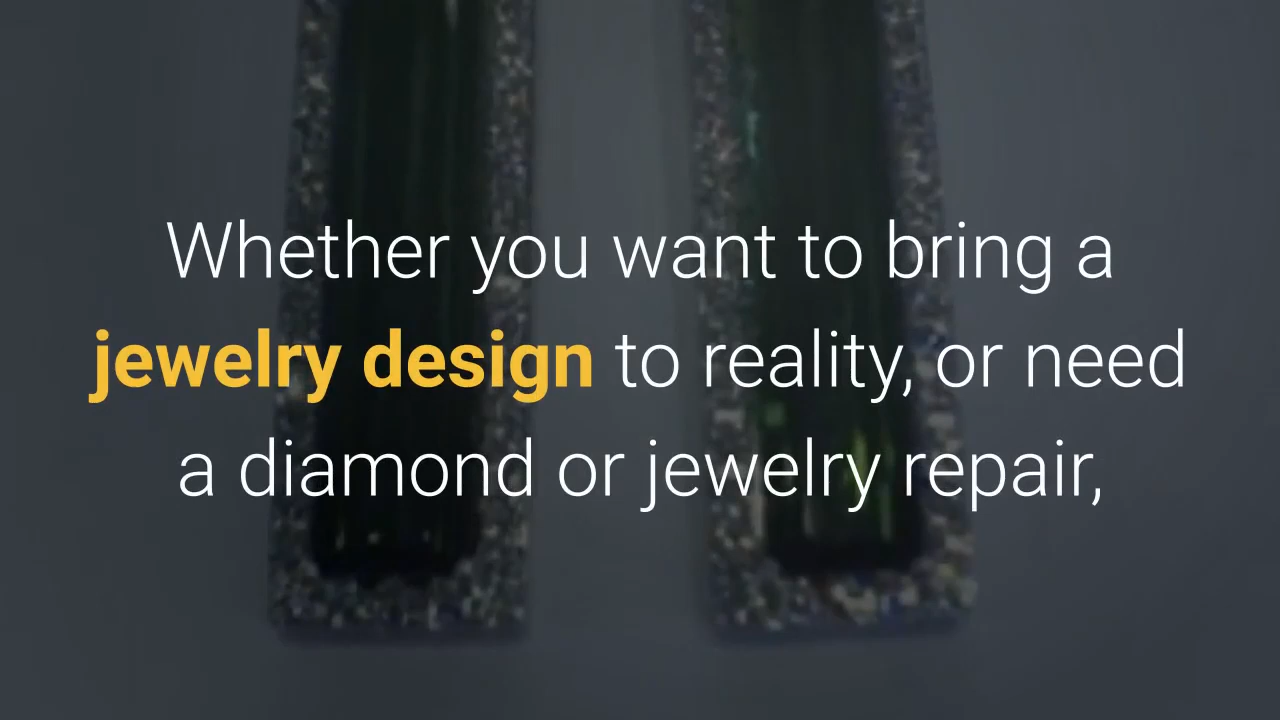 Whether you want to bring a
jewelry design to reality, or need
a diamond or jewelry repair,